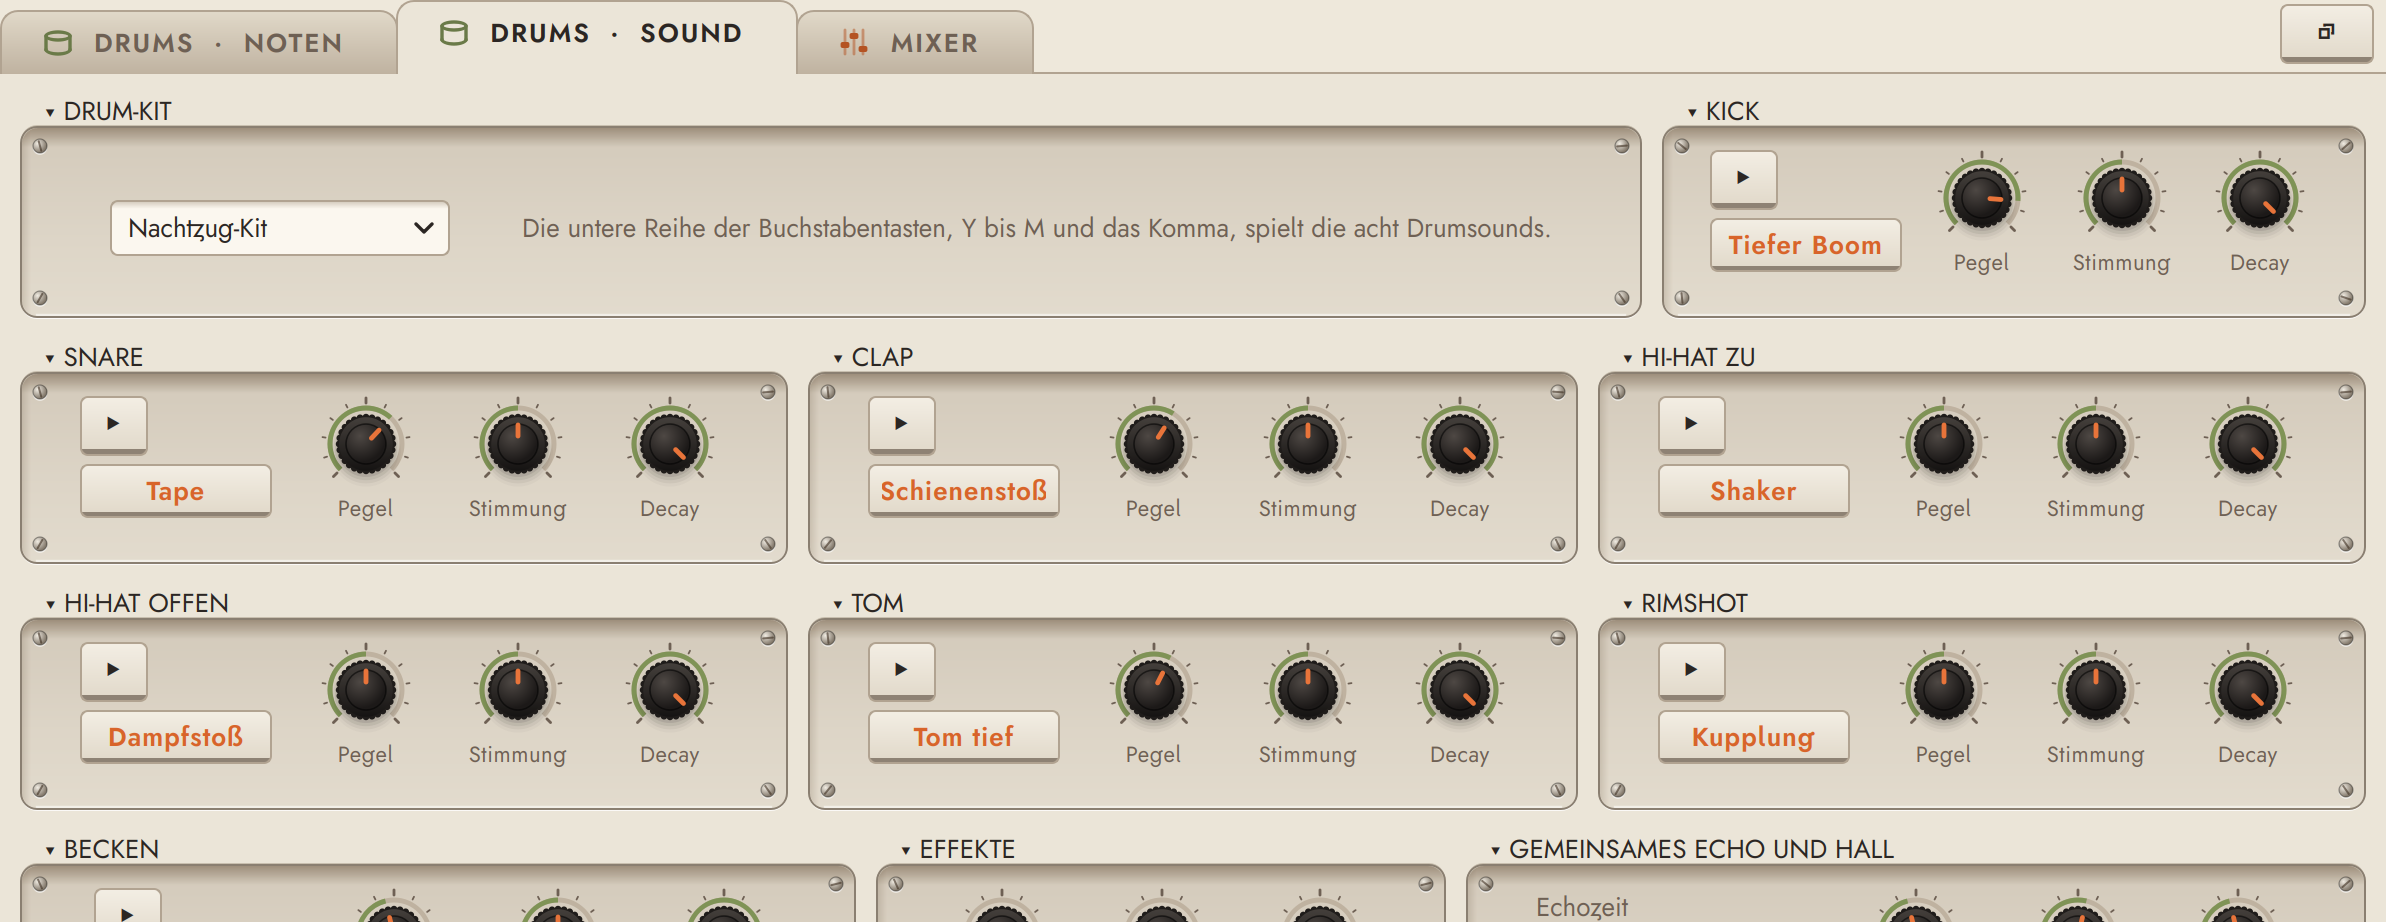 DRUMS · NOTEN
DRUMS · SOUND
MIXER
DRUM-KIT
KICK
Nachtzug-Kit
Die untere Reihe der Buchstabentasten, Y bis M und das Komma, spielt die acht Drumsounds.
Tiefer Boom
Pegel
Stimmung
Decay
SNARE
CLAP
HI-HAT ZU
Tape
Pegel
Stimmung
Decay
Schienenstoß
Pegel
Stimmung
Decay
Shaker
Pegel
Stimmung
Decay
HI-HAT OFFEN
TOM
RIMSHOT
Dampfstoß
Pegel
Stimmung
Decay
Tom tief
Pegel
Stimmung
Decay
Kupplung
Pegel
Stimmung
Decay
BECKEN
EFFEKTE
GEMEINSAMES ECHO UND HALL
Echozeit